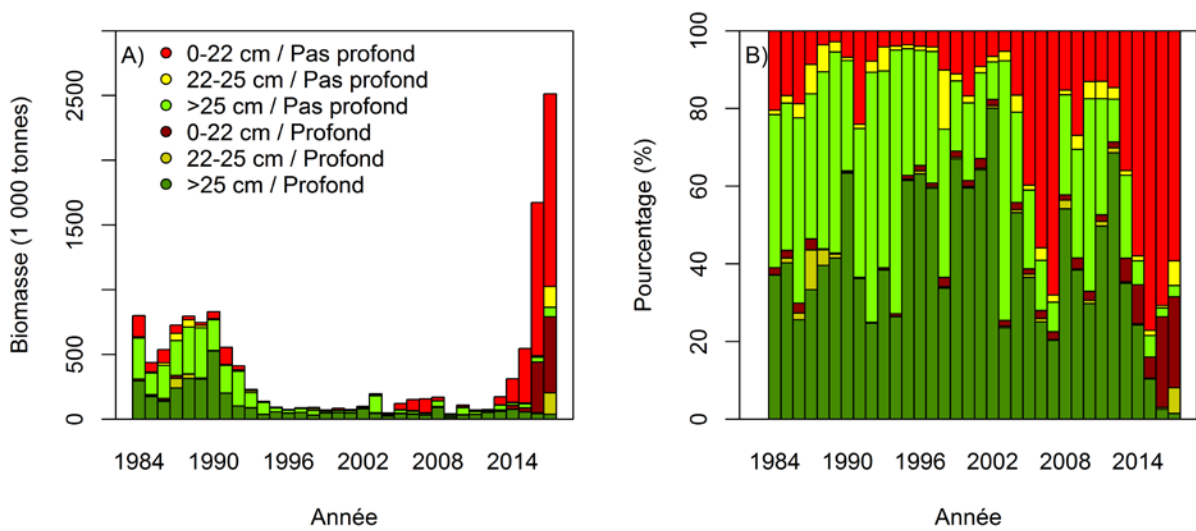 A)
0-22 cm / Pas profond
22-25 cm / Pas profond
>25 cm / Pas profond
0-22 cm / Profond
22-25 cm / Profond
>25 cm / Profond
Biomasse (1 000 tonnes)
2500
1500
500
0
1984 1990 1996 2002 2008 2014
Année
B)
Pourcentage (%)
100
80
60
40
20
0
1984 1990 1996 2002 2008 2014
Année